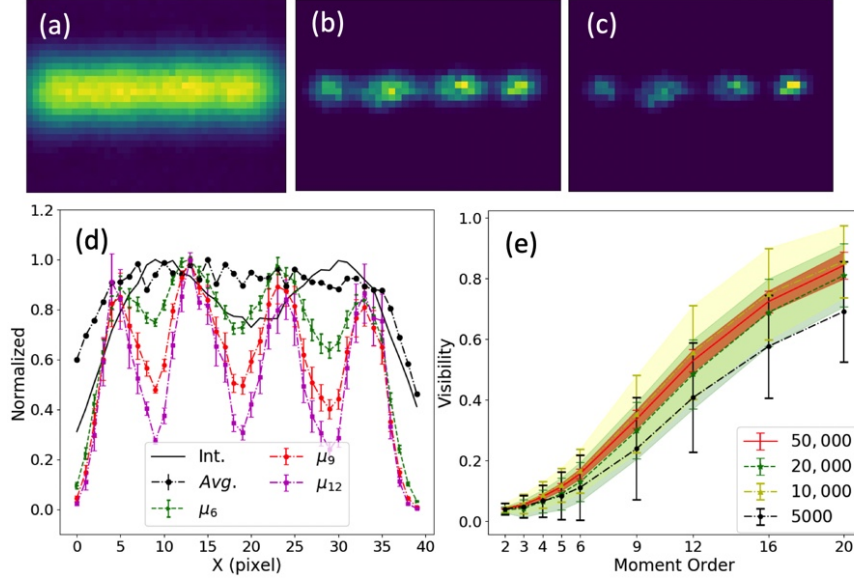 (a)
(b)
(c)
(d)
1.2
1.0
0.8
0.6
0.4
0.2
0.0
Normalized
0 5 10 15 20 25 30 35 40
X (pixel)
Int.
Avg.
μ6
μ9
μ12
(e)
1.0
0.8
0.6
0.4
0.2
0.0
Visibility
2 3 4 5 6 9 12 16 20
Moment Order
50,000
20,000
10,000
5000